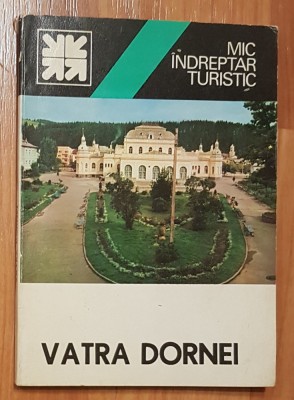 MIC
ÎNDREPTAR
TURISTIC
VATRA DORNEI